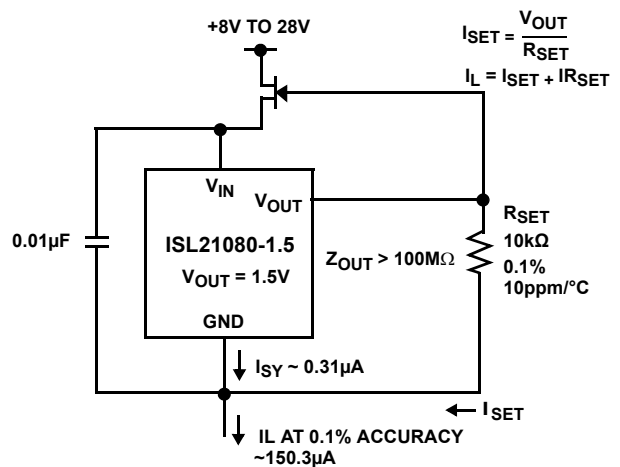 +8V TO 28V
ISET = VOUT / RSET
IL = ISET + IRSET
VIN
VOUT
0.01µF
ISL21080-1.5
VOUT = 1.5V
GND
ZOUT > 100MΩ
RSET
10kΩ
0.1%
10ppm/°C
ISY ~ 0.31µA
ISET
IL AT 0.1% ACCURACY
~150.3µA